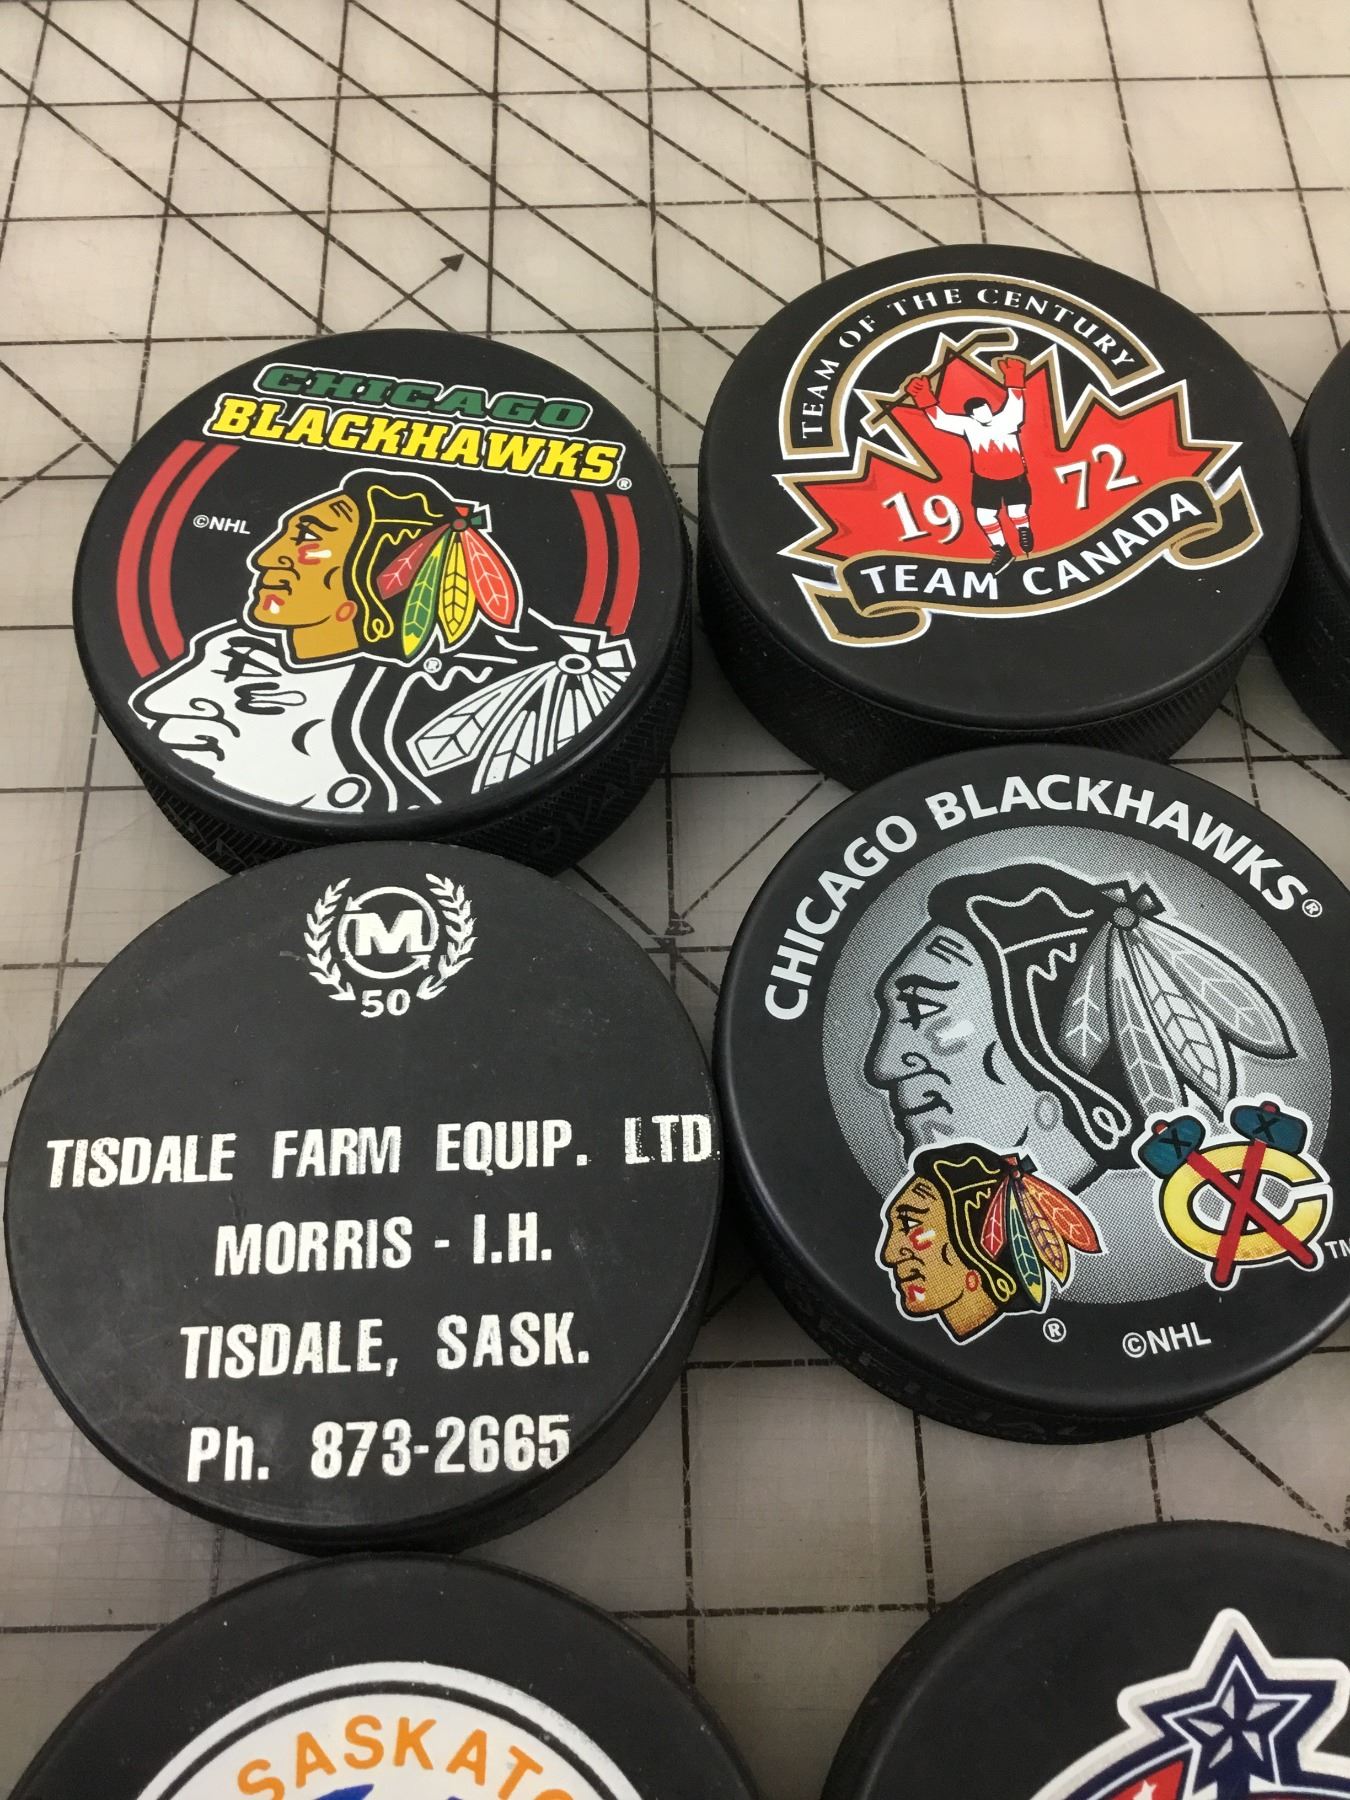 CHICAGO
BLACKHAWKS®
©NHL
®
TEAM OF THE CENTURY
19 72
TEAM CANADA
M
50
TISDALE FARM EQUIP. LTD
MORRIS - I.H.
TISDALE, SASK.
Ph. 873-2665
CHICAGO BLACKHAWKS®
C
TM
®
©NHL
SASKATO